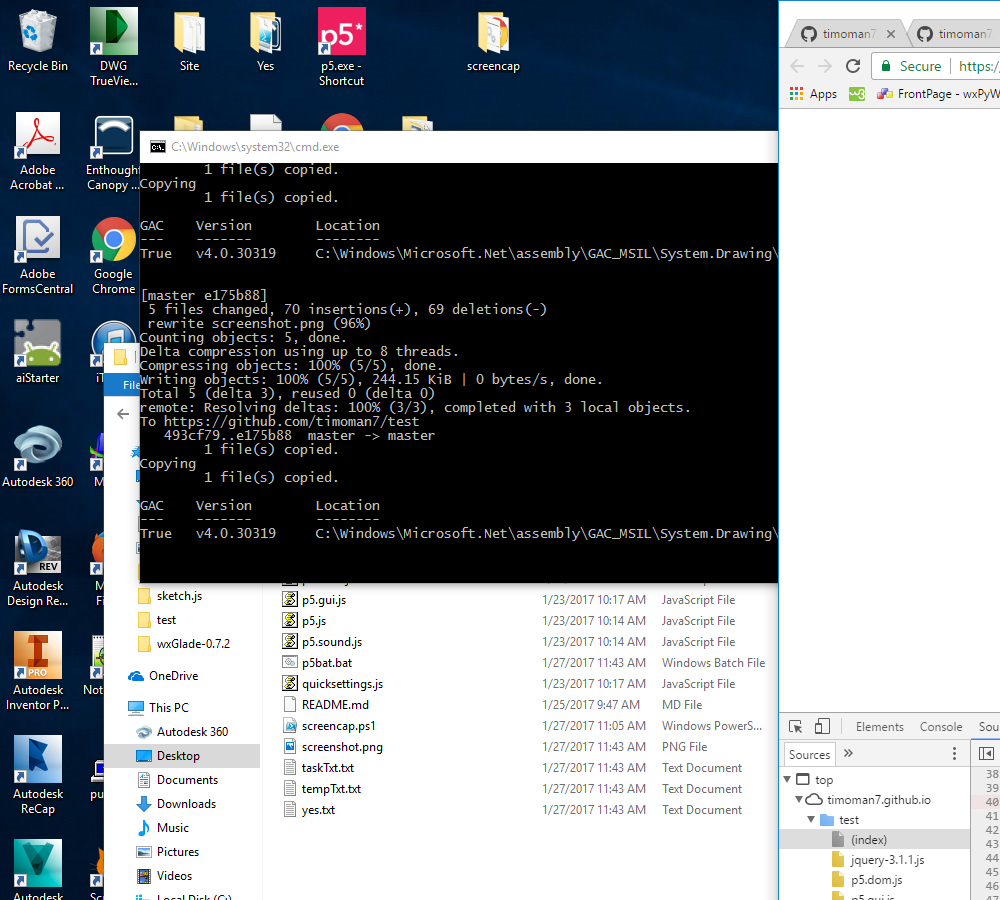 Recycle Bin
DWG
TrueView...
Site
Yes
p5*
p5.exe -
Shortcut
screencap
Adobe
Acrobat ...
Enthought
Canopy ...
Adobe
FormsCentral
Google
Chrome
aiStarter
iT
Autodesk 360
M
REV
Autodesk
Design Re...
M
Fi
PRO
Autodesk
Inventor P...
Not
Autodesk
ReCap
pu
Autodesk
Sc
C:\Windows\system32\cmd.exe
1 file(s) copied.
Copying
1 file(s) copied.
GAC Version Location
--- ------- --------
True v4.0.30319 C:\Windows\Microsoft.Net\assembly\GAC_MSIL\System.Drawing\
[master e175b88]
5 files changed, 70 insertions(+), 69 deletions(-)
rewrite screenshot.png (96%)
Counting objects: 5, done.
Delta compression using up to 8 threads.
Compressing objects: 100% (5/5), done.
Writing objects: 100% (5/5), 244.15 KiB | 0 bytes/s, done.
Total 5 (delta 3), reused 0 (delta 0)
remote: Resolving deltas: 100% (3/3), completed with 3 local objects.
To https://github.com/timoman7/test
493cf79..e175b88 master -> master
1 file(s) copied.
Copying
1 file(s) copied.
GAC Version Location
--- ------- --------
True v4.0.30319 C:\Windows\Microsoft.Net\assembly\GAC_MSIL\System.Drawing\
File
sketch.js
test
wxGlade-0.7.2
OneDrive
This PC
Autodesk 360
Desktop
Documents
Downloads
Music
Pictures
Videos
Local Disk (C:)
p5.gui.js 1/23/2017 10:17 AM JavaScript File
p5.js 1/23/2017 10:14 AM JavaScript File
p5.sound.js 1/23/2017 10:14 AM JavaScript File
p5bat.bat 1/27/2017 11:43 AM Windows Batch File
quicksettings.js 1/23/2017 10:17 AM JavaScript File
README.md 1/25/2017 9:47 AM MD File
screencap.ps1 1/27/2017 11:05 AM Windows PowerS...
screenshot.png 1/27/2017 11:43 AM PNG File
taskTxt.txt 1/27/2017 11:43 AM Text Document
tempTxt.txt 1/27/2017 11:43 AM Text Document
yes.txt 1/27/2017 11:43 AM Text Document
timoman7
timoman7
Secure https:/
Apps
w3
FrontPage - wxPyW
Elements Console Sou
Sources
top
timoman7.github.io
test
(index)
jquery-3.1.1.js
p5.dom.js
p5.gui.js
38
39
40
41
42
43
44
45
46
47